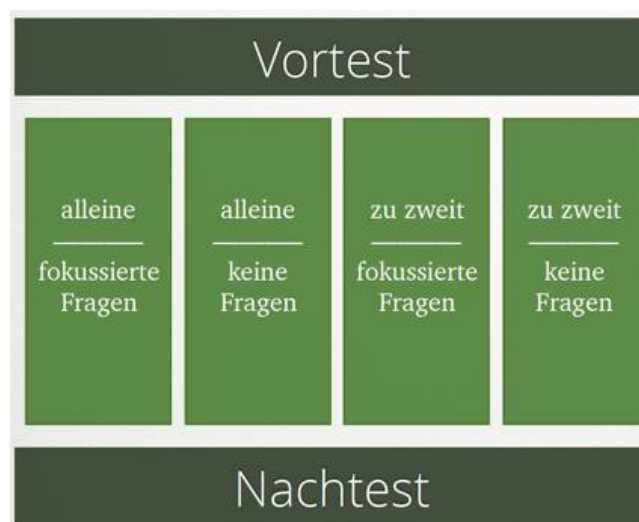 Vortest
alleine
fokussierte
Fragen
alleine
keine
Fragen
zu zweit
fokussierte
Fragen
zu zweit
keine
Fragen
Nachtest